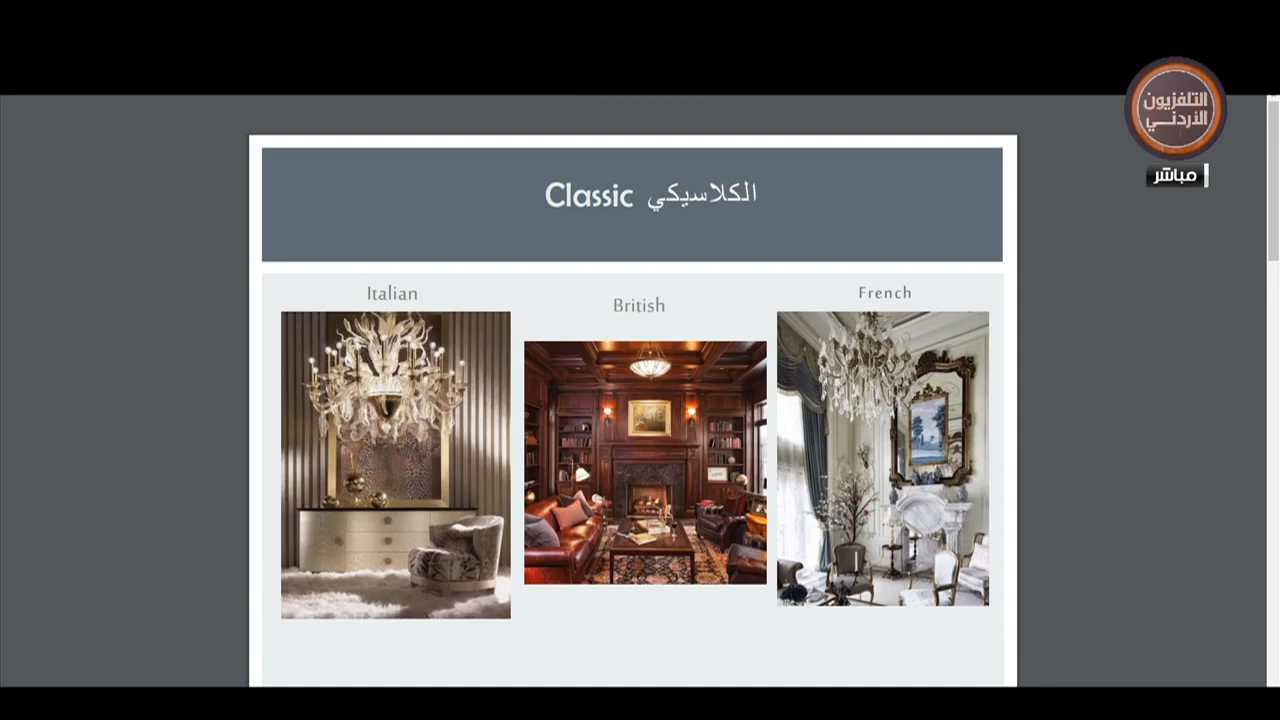 التلفزيون
الأردني
مباشر
Classic الكلاسيكي
Italian
British
French